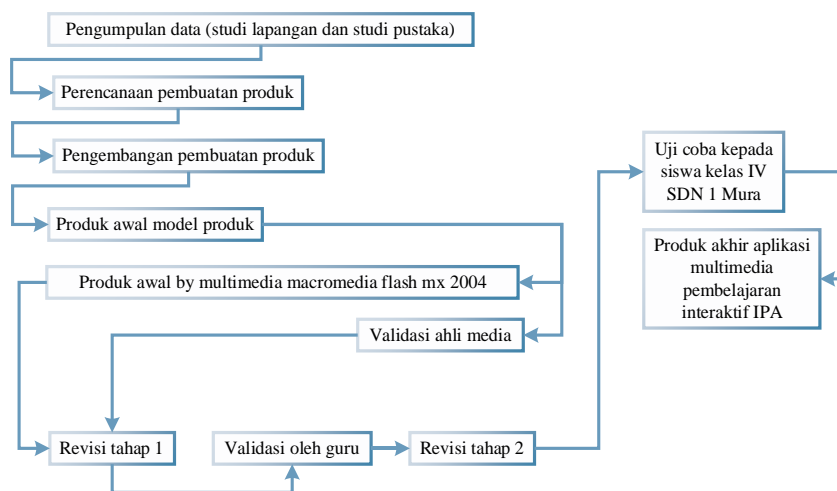 Pengumpulan data (studi lapangan dan studi pustaka)
Perencanaan pembuatan produk
Pengembangan pembuatan produk
Produk awal model produk
Produk awal by multimedia macromedia flash mx 2004
Validasi ahli media
Revisi tahap 1
Validasi oleh guru
Revisi tahap 2
Uji coba kepada
siswa kelas IV
SDN 1 Mura
Produk akhir aplikasi
multimedia
pembelajaran
interaktif IPA